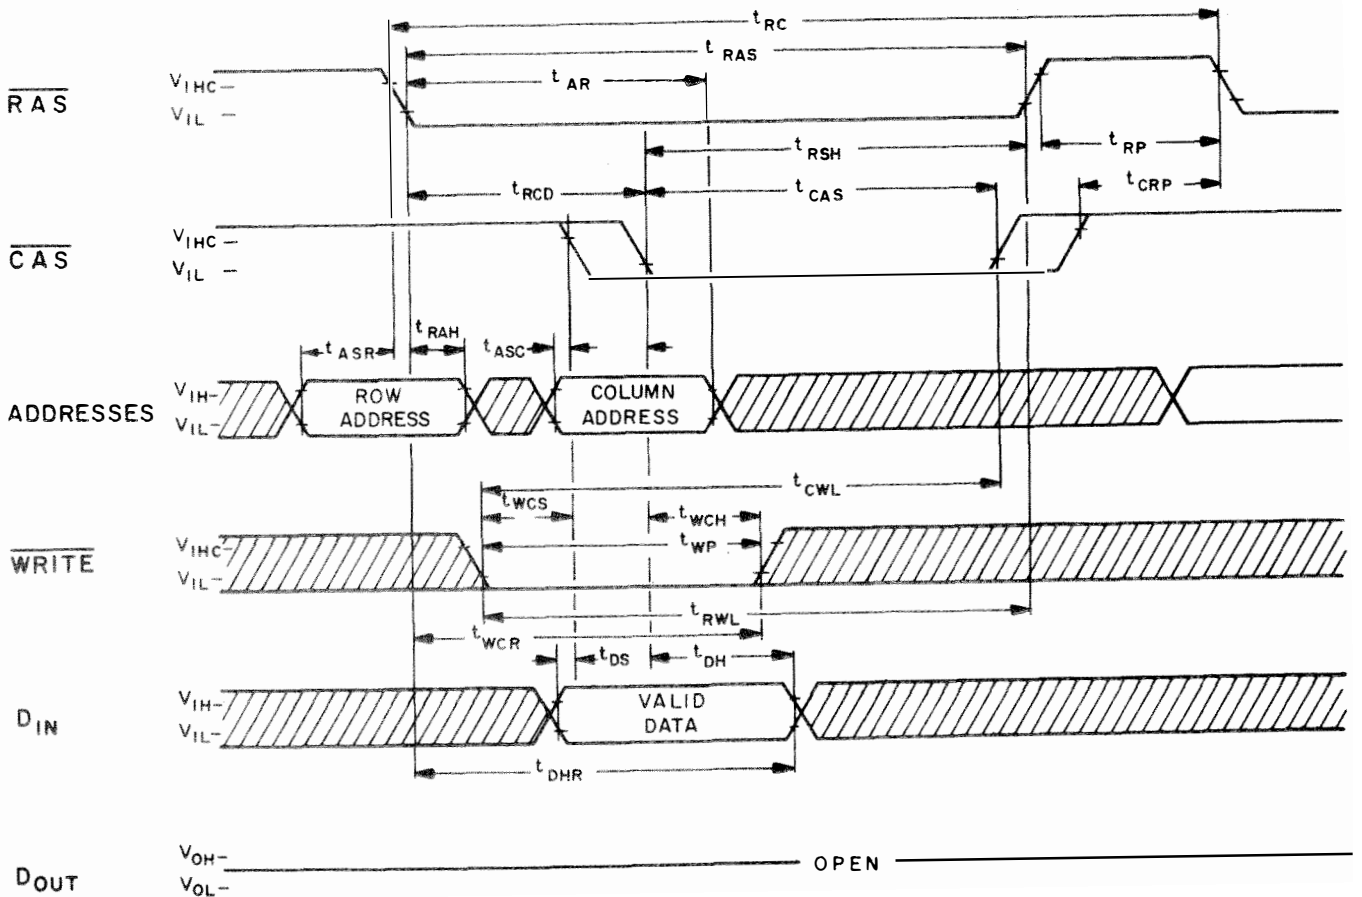 tRC
tRAS
tAR
RAS
VIHC
VIL
tRSH
tRP
tRCD
tCAS
tCRP
CAS
VIHC
VIL
tASR
tRAH
tASC
ADDRESSES
VIH
VIL
ROW
ADDRESS
COLUMN
ADDRESS
tCWL
tWCS
tWCH
tWP
WRITE
VIHC
VIL
tRWL
tWCR
tDS
tDH
DIN
VIH
VIL
VALID
DATA
tDHR
DOUT
VOH
VOL
OPEN